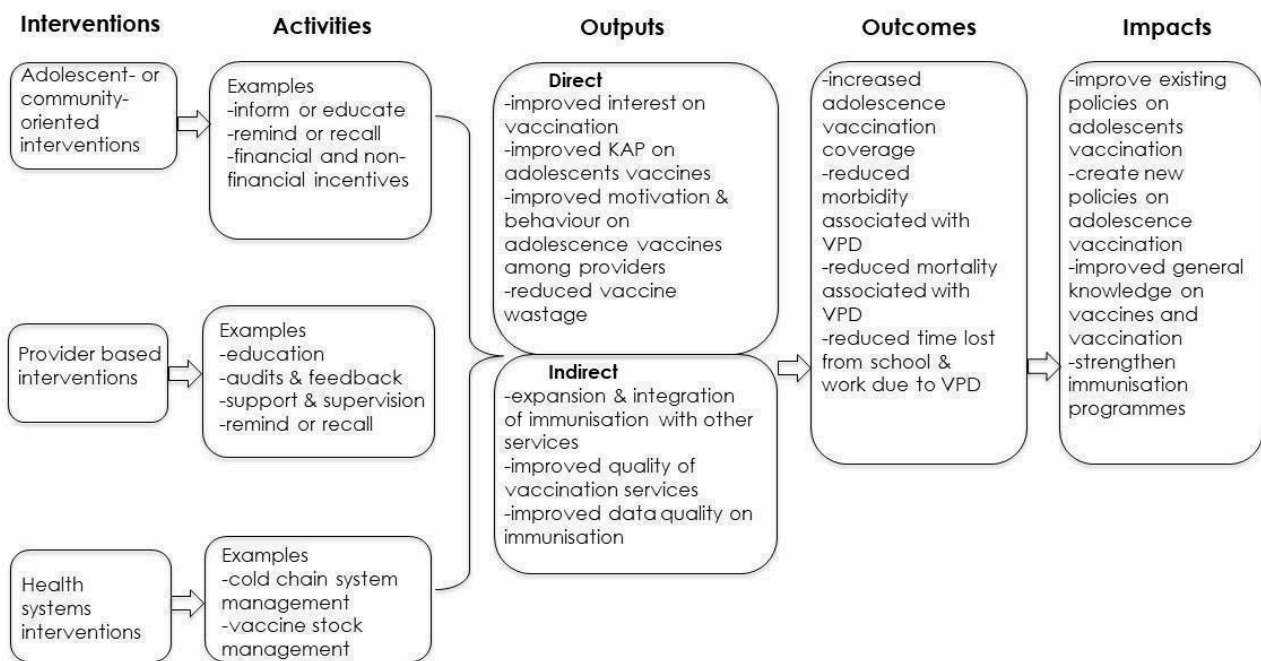 Interventions
Activities
Outputs
Outcomes
Impacts
Adolescent- or
community-
oriented
interventions
Examples
-inform or educate
-remind or recall
-financial and non-
financial incentives
Provider based
interventions
Examples
-education
-audits & feedback
-support & supervision
-remind or recall
Health
systems
interventions
Examples
-cold chain system
management
-vaccine stock
management
Direct
-improved interest on
vaccination
-improved KAP on
adolescents vaccines
-improved motivation &
behaviour on
adolescence vaccines
among providers
-reduced vaccine
wastage
Indirect
-expansion & integration
of immunisation with other
services
-improved quality of
vaccination services
-improved data quality on
immunisation
-increased
adolescence
vaccination
coverage
-reduced
morbidity
associated with
VPD
-reduced mortality
associated with
VPD
-reduced time lost
from school &
work due to VPD
-improve existing
policies on
adolescents
vaccination
-create new
policies on
adolescence
vaccination
-improved general
knowledge on
vaccines and
vaccination
-strengthen
immunisation
programmes